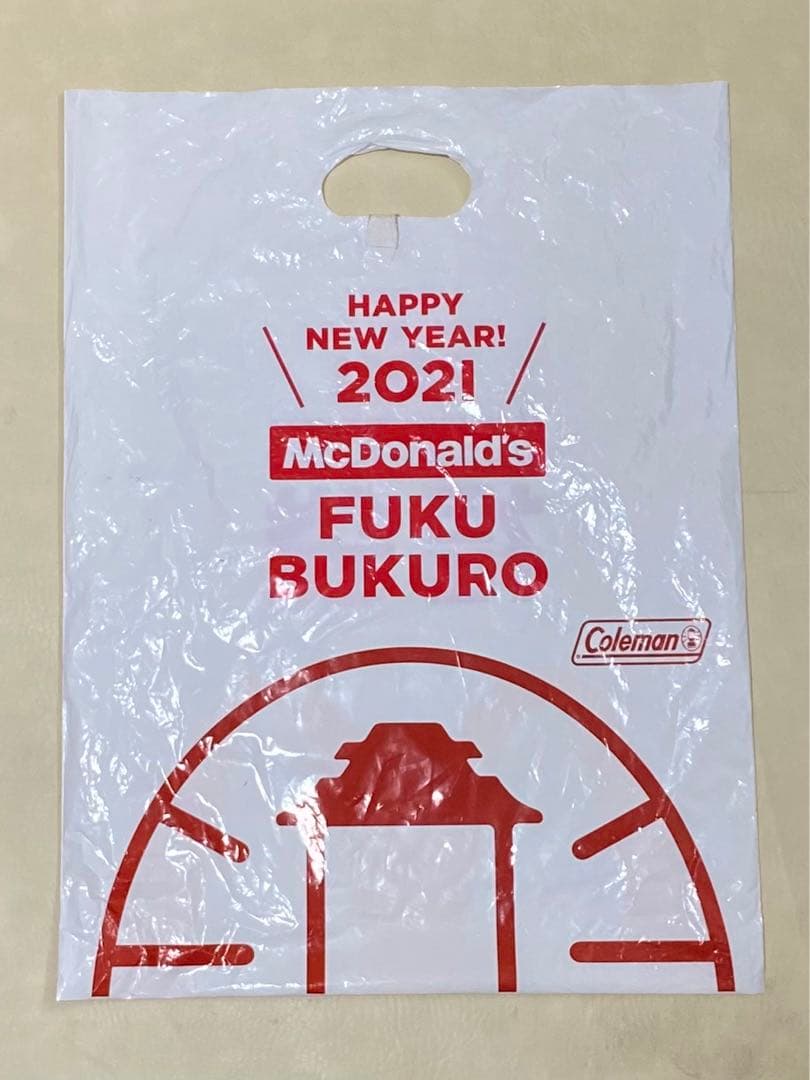 HAPPY
NEW YEAR!
2021
McDonald's
FUKU
BUKURO
Coleman